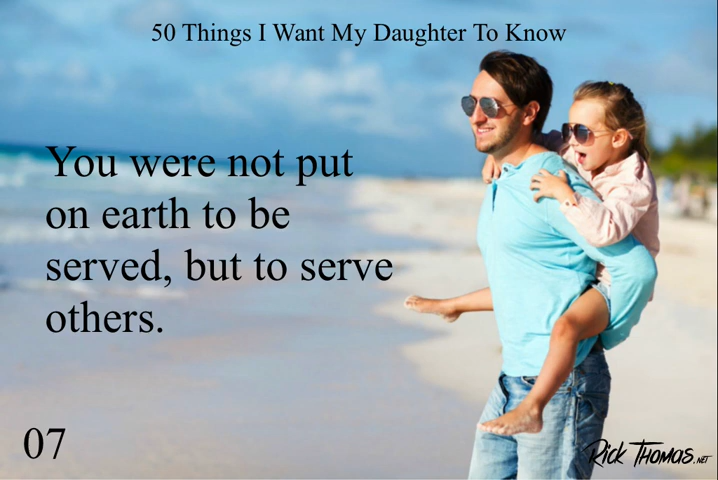 50 Things I Want My Daughter To Know
You were not put
on earth to be
served, but to serve
others.
07
Rick Thomas.NET